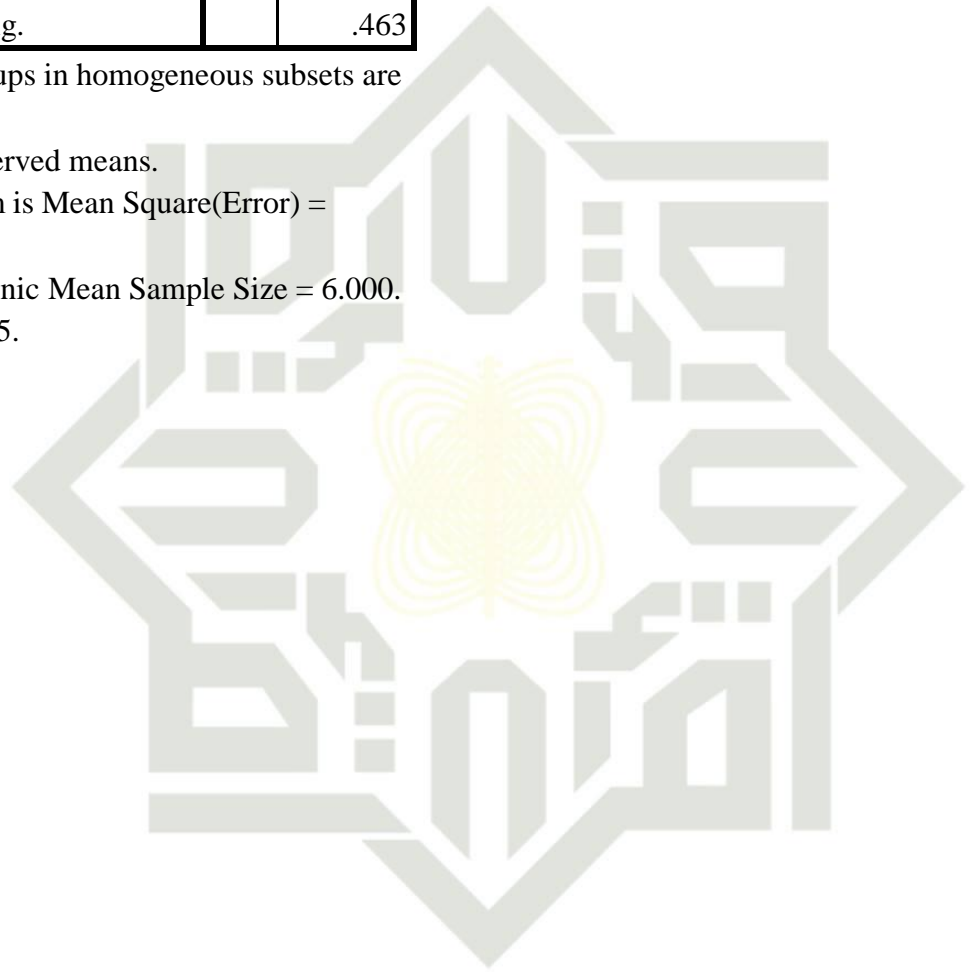 g. .463
ups in homogeneous subsets are
erved means.
n is Mean Square(Error) =
nic Mean Sample Size = 6.000.
5.